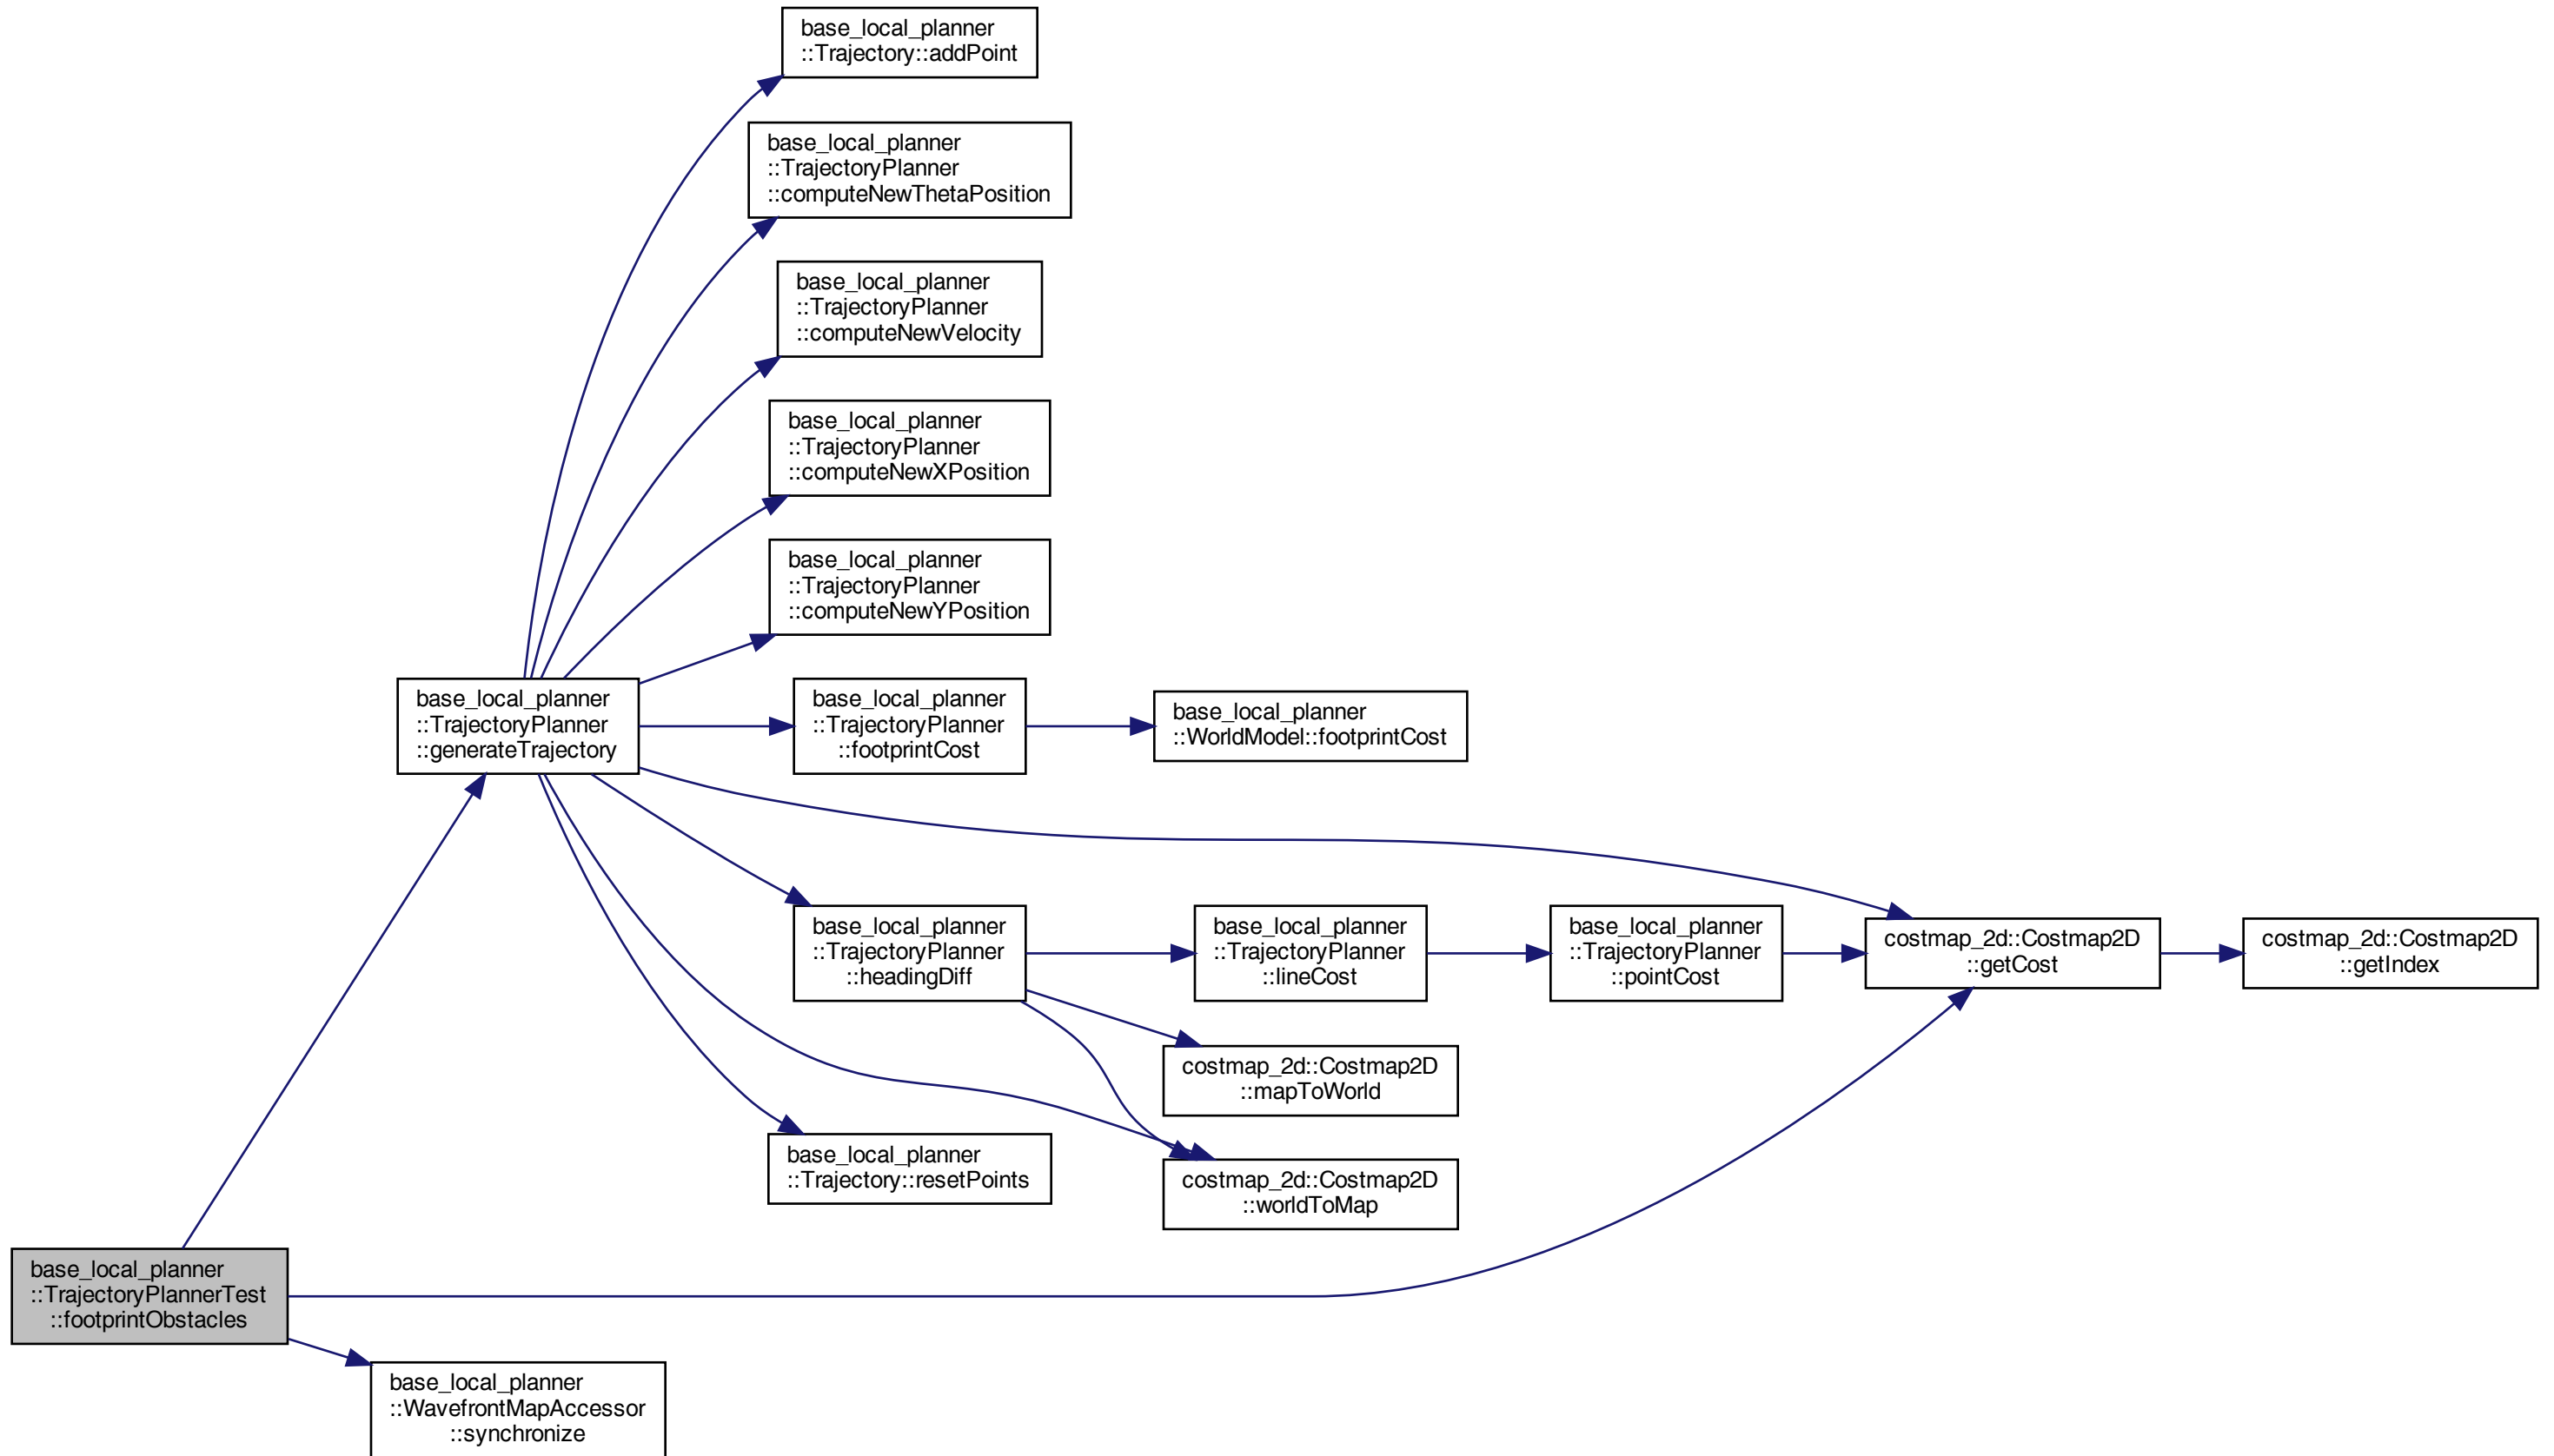 base_local_planner
::Trajectory::addPoint
base_local_planner
::TrajectoryPlanner
::computeNewThetaPosition
base_local_planner
::TrajectoryPlanner
::computeNewVelocity
base_local_planner
::TrajectoryPlanner
::computeNewXPosition
base_local_planner
::TrajectoryPlanner
::computeNewYPosition
base_local_planner
::TrajectoryPlanner
::generateTrajectory
base_local_planner
::TrajectoryPlanner
::footprintCost
base_local_planner
::WorldModel::footprintCost
base_local_planner
::TrajectoryPlanner
::headingDiff
base_local_planner
::TrajectoryPlanner
::lineCost
base_local_planner
::TrajectoryPlanner
::pointCost
costmap_2d::Costmap2D
::getCost
costmap_2d::Costmap2D
::getIndex
costmap_2d::Costmap2D
::mapToWorld
base_local_planner
::Trajectory::resetPoints
costmap_2d::Costmap2D
::worldToMap
base_local_planner
::TrajectoryPlannerTest
::footprintObstacles
base_local_planner
::WavefrontMapAccessor
::synchronize